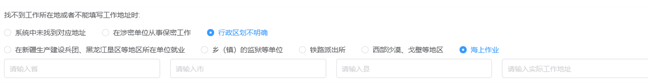 找不到工作所在地或者不能填写工作地址时:
系统中未找到对应地址 在涉密单位从事保密工作 行政区划不明确
在新疆生产建设兵团、黑龙江垦区等地区所在单位就业 乡（镇）的监狱等单位 铁路派出所 西部沙漠、戈壁等地区 海上作业
请输入省 请输入市 请输入县 请输入实际工作地址